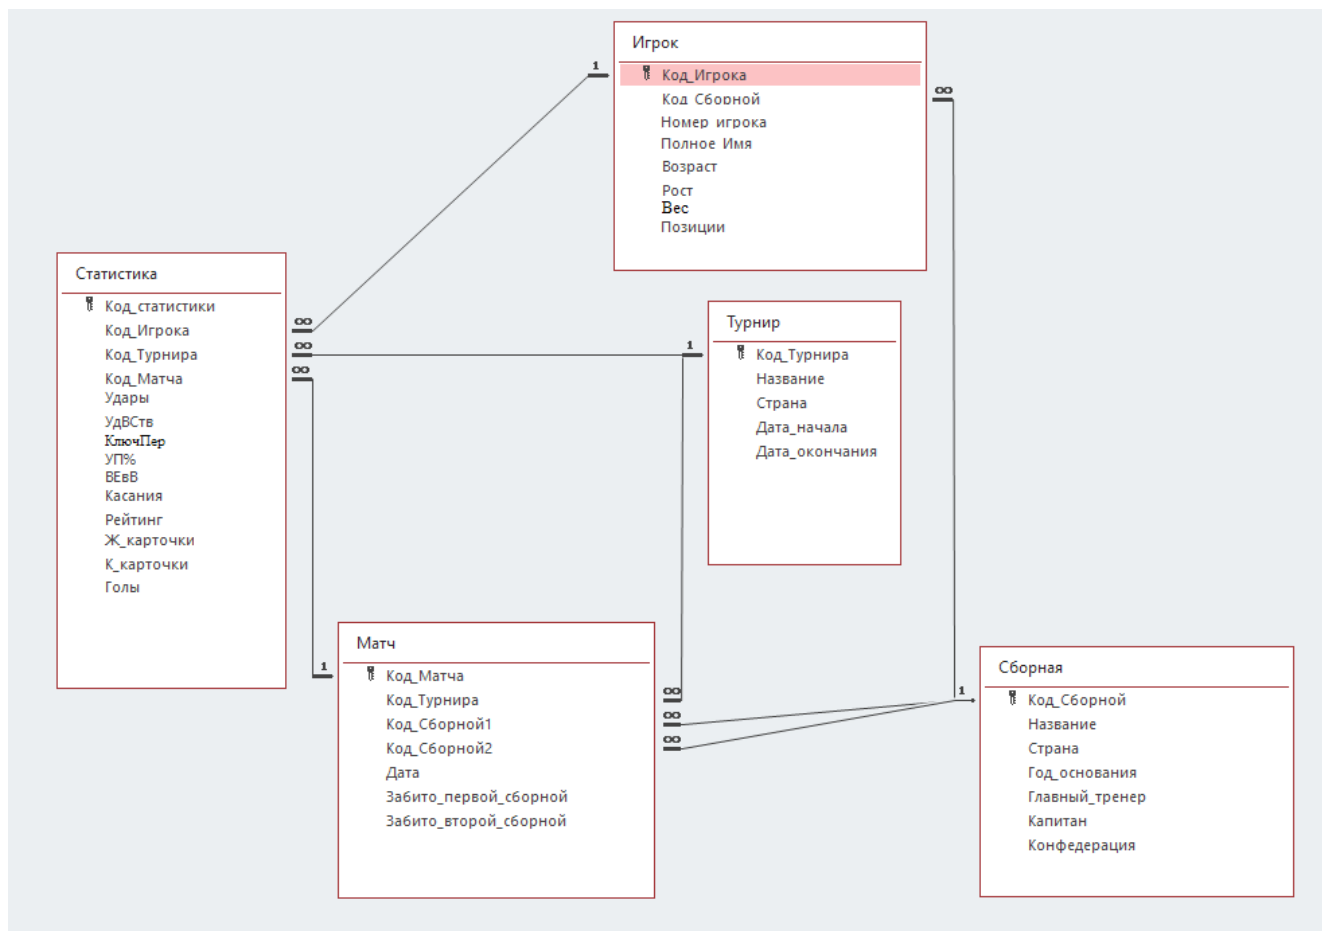 Игрок
Код_Игрока
Код_Сборной
Номер_игрока
Полное_Имя
Возраст
Рост
Вес
Позиции
1
∞
Статистика
Код_статистики
Код_Игрока
Код_Турнира
Код_Матча
Удары
УдВСтв
КлючПер
УП%
ВЕвВ
Касания
Рейтинг
Ж_карточки
К_карточки
Голы
∞
∞
∞
Турнир
Код_Турнира
Название
Страна
Дата_начала
Дата_окончания
1
Матч
Код_Матча
Код_Турнира
Код_Сборной1
Код_Сборной2
Дата
Забито_первой_сборной
Забито_второй_сборной
1
∞
∞
∞
Сборная
Код_Сборной
Название
Страна
Год_основания
Главный_тренер
Капитан
Конфедерация
1